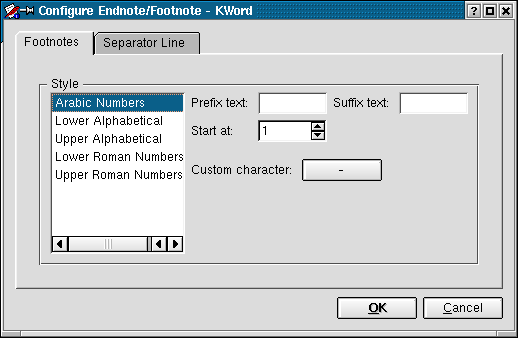 Configure Endnote/Footnote - KWord
Footnotes
Separator Line
Style
Arabic Numbers
Lower Alphabetical
Upper Alphabetical
Lower Roman Numbers
Upper Roman Numbers
Prefix text:
Suffix text:
Start at: 1
Custom character: -
OK
Cancel